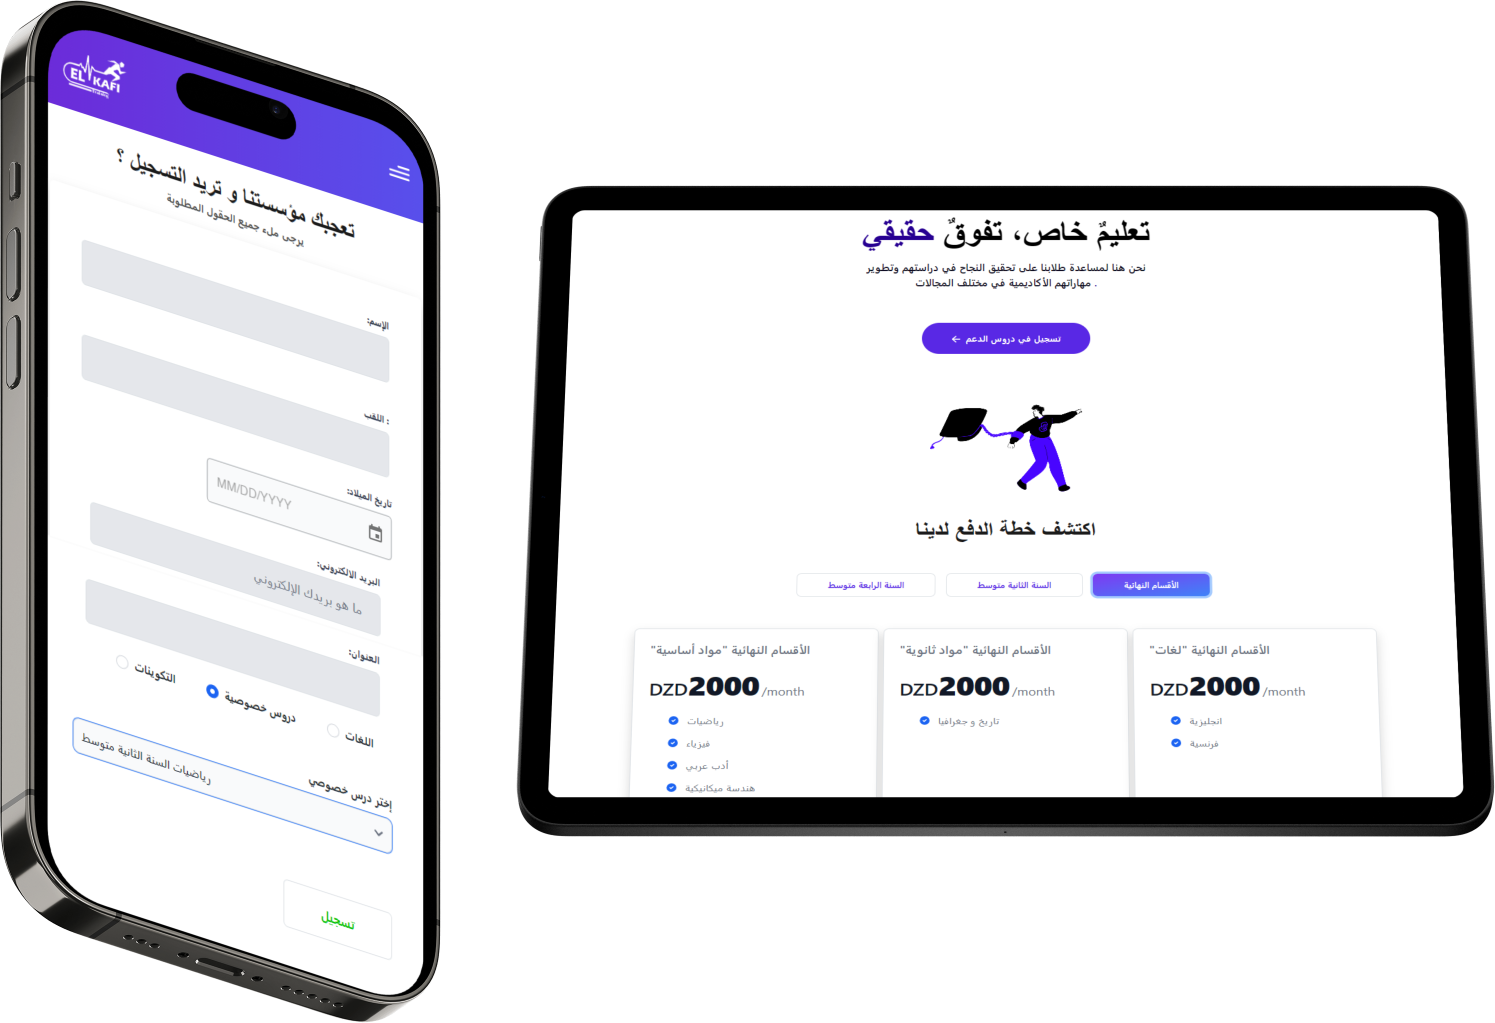 EL KAFI
تعجبك مؤسستنا و تريد التسجيل ؟
يرجى ملء جميع الحقول المطلوبة
الإسم:
اللقب :
تاريخ الميلاد:
MM/DD/YYYY
البريد الالكتروني:
ما هو بريدك الإلكتروني
العنوان:
اللغات
دروس خصوصية
التكوينات
إختر درس خصوصي
رياضيات السنة الثانية متوسط
تسجيل
تعليمٌ خاص، تفوقٌ حقيقي
نحن هنا لمساعدة طلابنا على تحقيق النجاح في دراستهم وتطوير
مهاراتهم الأكاديمية في مختلف المجالات .
تسجيل في دروس الدعم ←
اكتشف خطة الدفع لدينا
الأقسام النهائية
السنة الثانية متوسط
السنة الرابعة متوسط
الأقسام النهائية "مواد أساسية"
DZD2000/month
رياضيات
فيزياء
أدب عربي
هندسة ميكانيكية
الأقسام النهائية "مواد ثانوية"
DZD2000/month
تاريخ و جغرافيا
الأقسام النهائية "لغات"
DZD2000/month
انجليزية
فرنسية